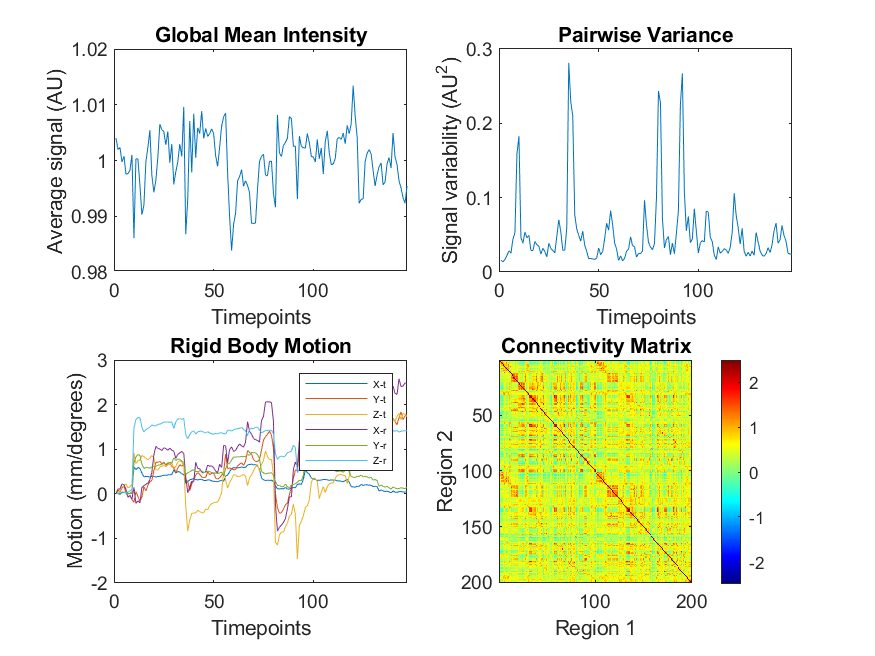 Global Mean Intensity
Average signal (AU)
1.02
1.01
1
0.99
0.98
0
50
100
Timepoints
Pairwise Variance
Signal variability (AU²)
0.3
0.2
0.1
0
0
50
100
Timepoints
Rigid Body Motion
Motion (mm/degrees)
3
2
1
0
-1
-2
0
50
100
Timepoints
X-t
Y-t
Z-t
X-r
Y-r
Z-r
Connectivity Matrix
Region 2
50
100
150
200
100
200
Region 1
2
1
0
-1
-2